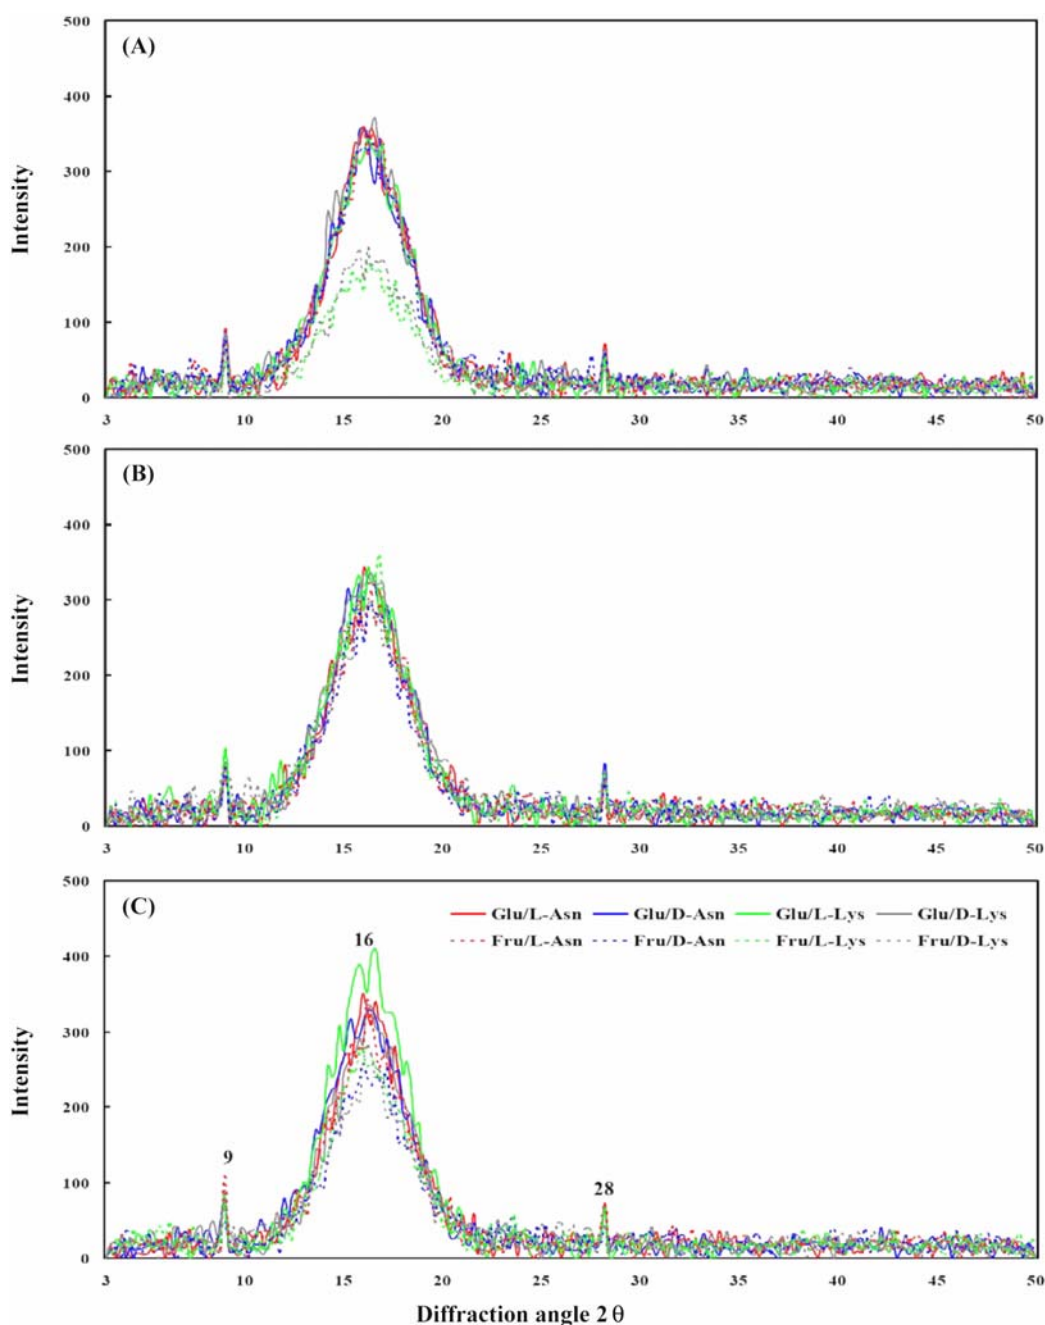 500
(A)
400
300
200
100
0
3 10 15 20 25 30 35 40 45 50
Intensity
500
(B)
400
300
200
100
0
3 10 15 20 25 30 35 40 45 50
Intensity
500
(C)
Glu/L-Asn Glu/D-Asn Glu/L-Lys Glu/D-Lys
Fru/L-Asn Fru/D-Asn Fru/L-Lys Fru/D-Lys
16
400
300
200
9
100
28
0
3 10 15 20 25 30 35 40 45 50
Intensity
Diffraction angle 2 θ